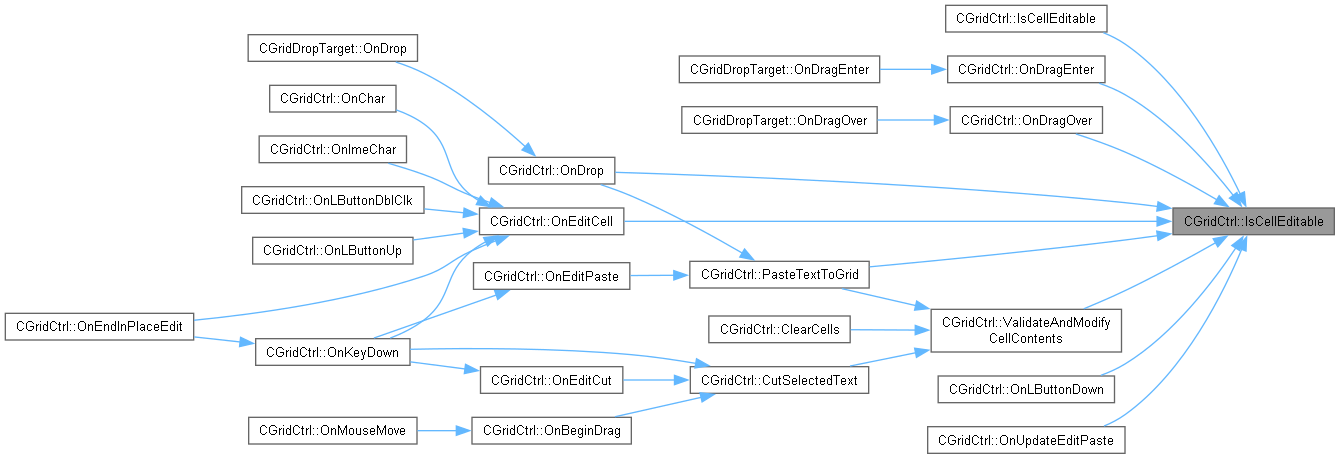 CGridCtrl::IsCellEditable
CGridDropTarget::OnDrop
CGridDropTarget::OnDragEnter
CGridCtrl::OnDragEnter
CGridCtrl::OnChar
CGridDropTarget::OnDragOver
CGridCtrl::OnDragOver
CGridCtrl::OnImeChar
CGridCtrl::OnDrop
CGridCtrl::OnLButtonDblClk
CGridCtrl::OnEditCell
CGridCtrl::IsCellEditable
CGridCtrl::OnLButtonUp
CGridCtrl::OnEditPaste
CGridCtrl::PasteTextToGrid
CGridCtrl::OnEndInPlaceEdit
CGridCtrl::ClearCells
CGridCtrl::ValidateAndModify
CellContents
CGridCtrl::OnKeyDown
CGridCtrl::OnEditCut
CGridCtrl::CutSelectedText
CGridCtrl::OnLButtonDown
CGridCtrl::OnMouseMove
CGridCtrl::OnBeginDrag
CGridCtrl::OnUpdateEditPaste